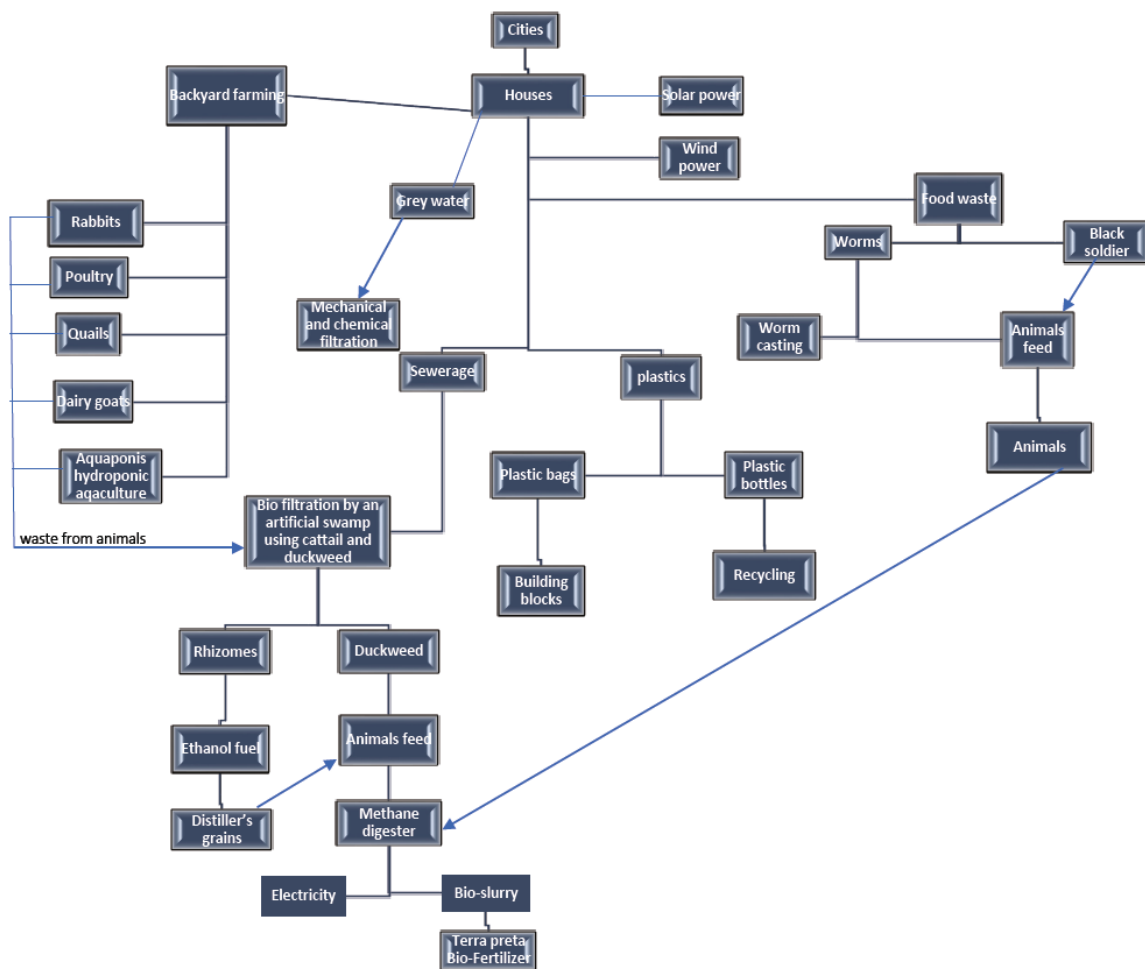 Cities
Backyard farming
Houses
Solar power
Wind
power
Grey water
Food waste
Rabbits
Worms
Black
soldier
Poultry
Mechanical
and chemical
filtration
Quails
Worm
casting
Animals
feed
Sewerage
plastics
Dairy goats
Animals
Aquaponis
hydroponic
aqaculture
Plastic bags
Plastic
bottles
Bio filtration by an
artificial swamp
using cattail and
duckweed
waste from animals
Building
blocks
Recycling
Rhizomes
Duckweed
Ethanol fuel
Animals feed
Distiller's
grains
Methane
digester
Electricity
Bio-slurry
Terra preta
Bio-Fertilizer